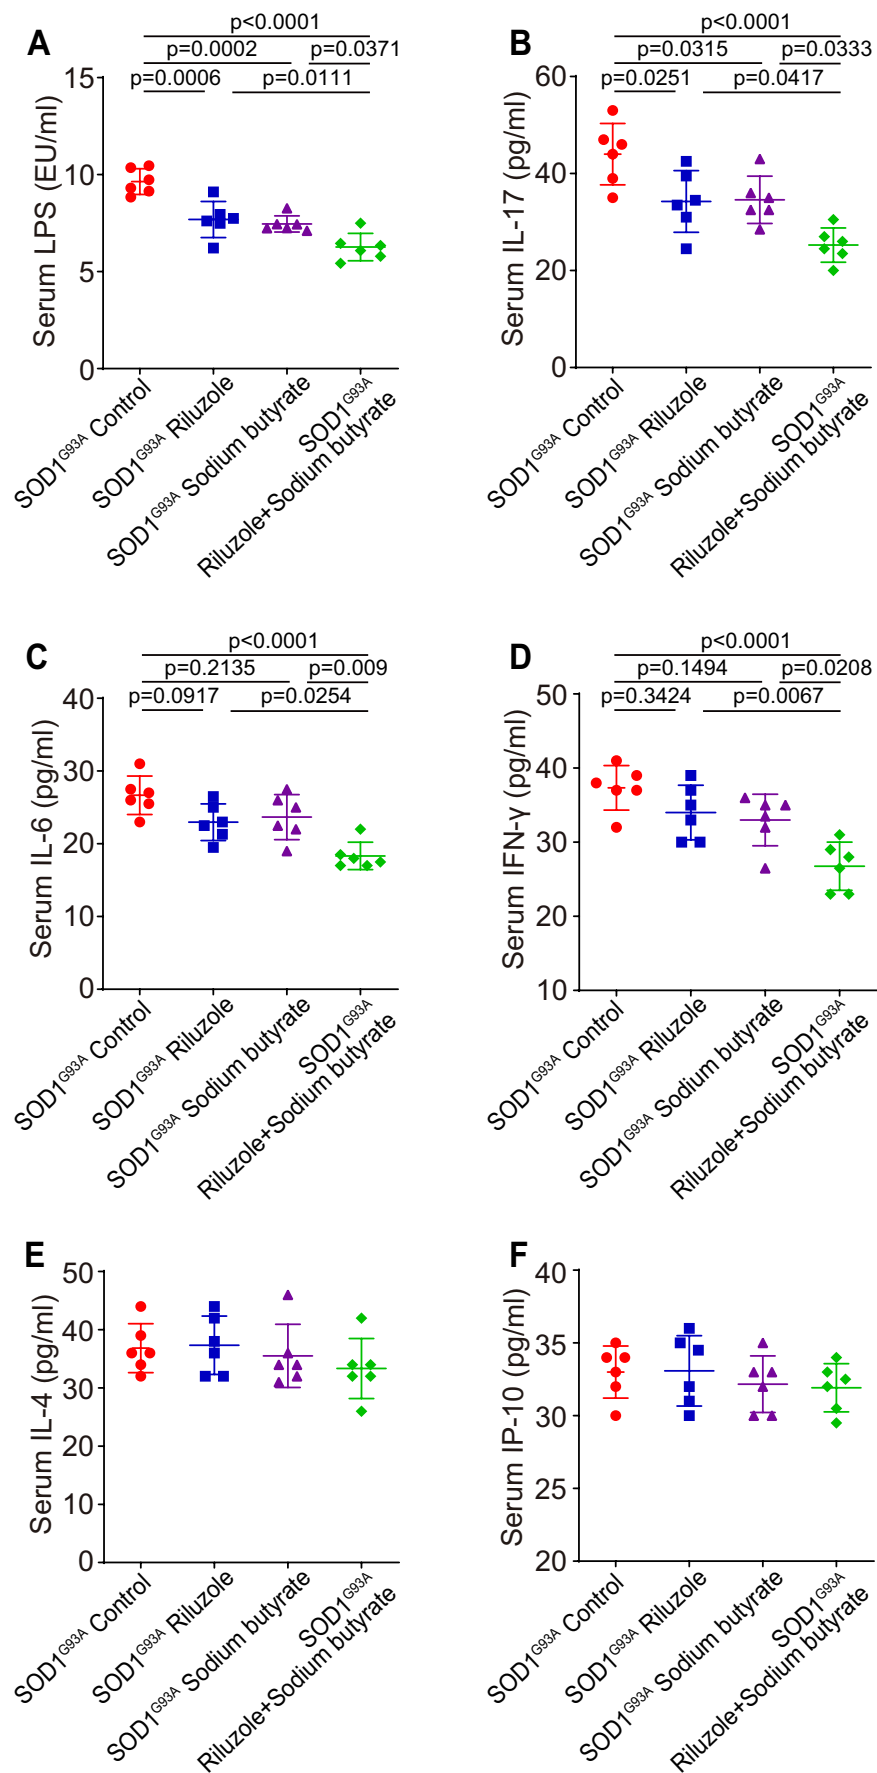 A
p<0.0001
p=0.0002 p=0.0371
p=0.0006 p=0.0111
Serum LPS (EU/ml)
15
10
5
0
SOD1G93A Control
SOD1G93A Riluzole
SOD1G93A Sodium butyrate
SOD1G93A
Riluzole+Sodium butyrate
B
p<0.0001
p=0.0315 p=0.0333
p=0.0251 p=0.0417
Serum IL-17 (pg/ml)
60
40
20
0
SOD1G93A Control
SOD1G93A Riluzole
SOD1G93A Sodium butyrate
SOD1G93A
Riluzole+Sodium butyrate
C
p<0.0001
p=0.2135 p=0.009
p=0.0917 p=0.0254
Serum IL-6 (pg/ml)
40
30
20
10
0
SOD1G93A Control
SOD1G93A Riluzole
SOD1G93A Sodium butyrate
SOD1G93A
Riluzole+Sodium butyrate
D
p<0.0001
p=0.1494 p=0.0208
p=0.3424 p=0.0067
Serum IFN-γ (pg/ml)
50
40
30
20
10
SOD1G93A Control
SOD1G93A Riluzole
SOD1G93A Sodium butyrate
SOD1G93A
Riluzole+Sodium butyrate
E
Serum IL-4 (pg/ml)
50
40
30
20
10
0
SOD1G93A Control
SOD1G93A Riluzole
SOD1G93A Sodium butyrate
SOD1G93A
Riluzole+Sodium butyrate
F
Serum IP-10 (pg/ml)
40
35
30
25
20
SOD1G93A Control
SOD1G93A Riluzole
SOD1G93A Sodium butyrate
SOD1G93A
Riluzole+Sodium butyrate